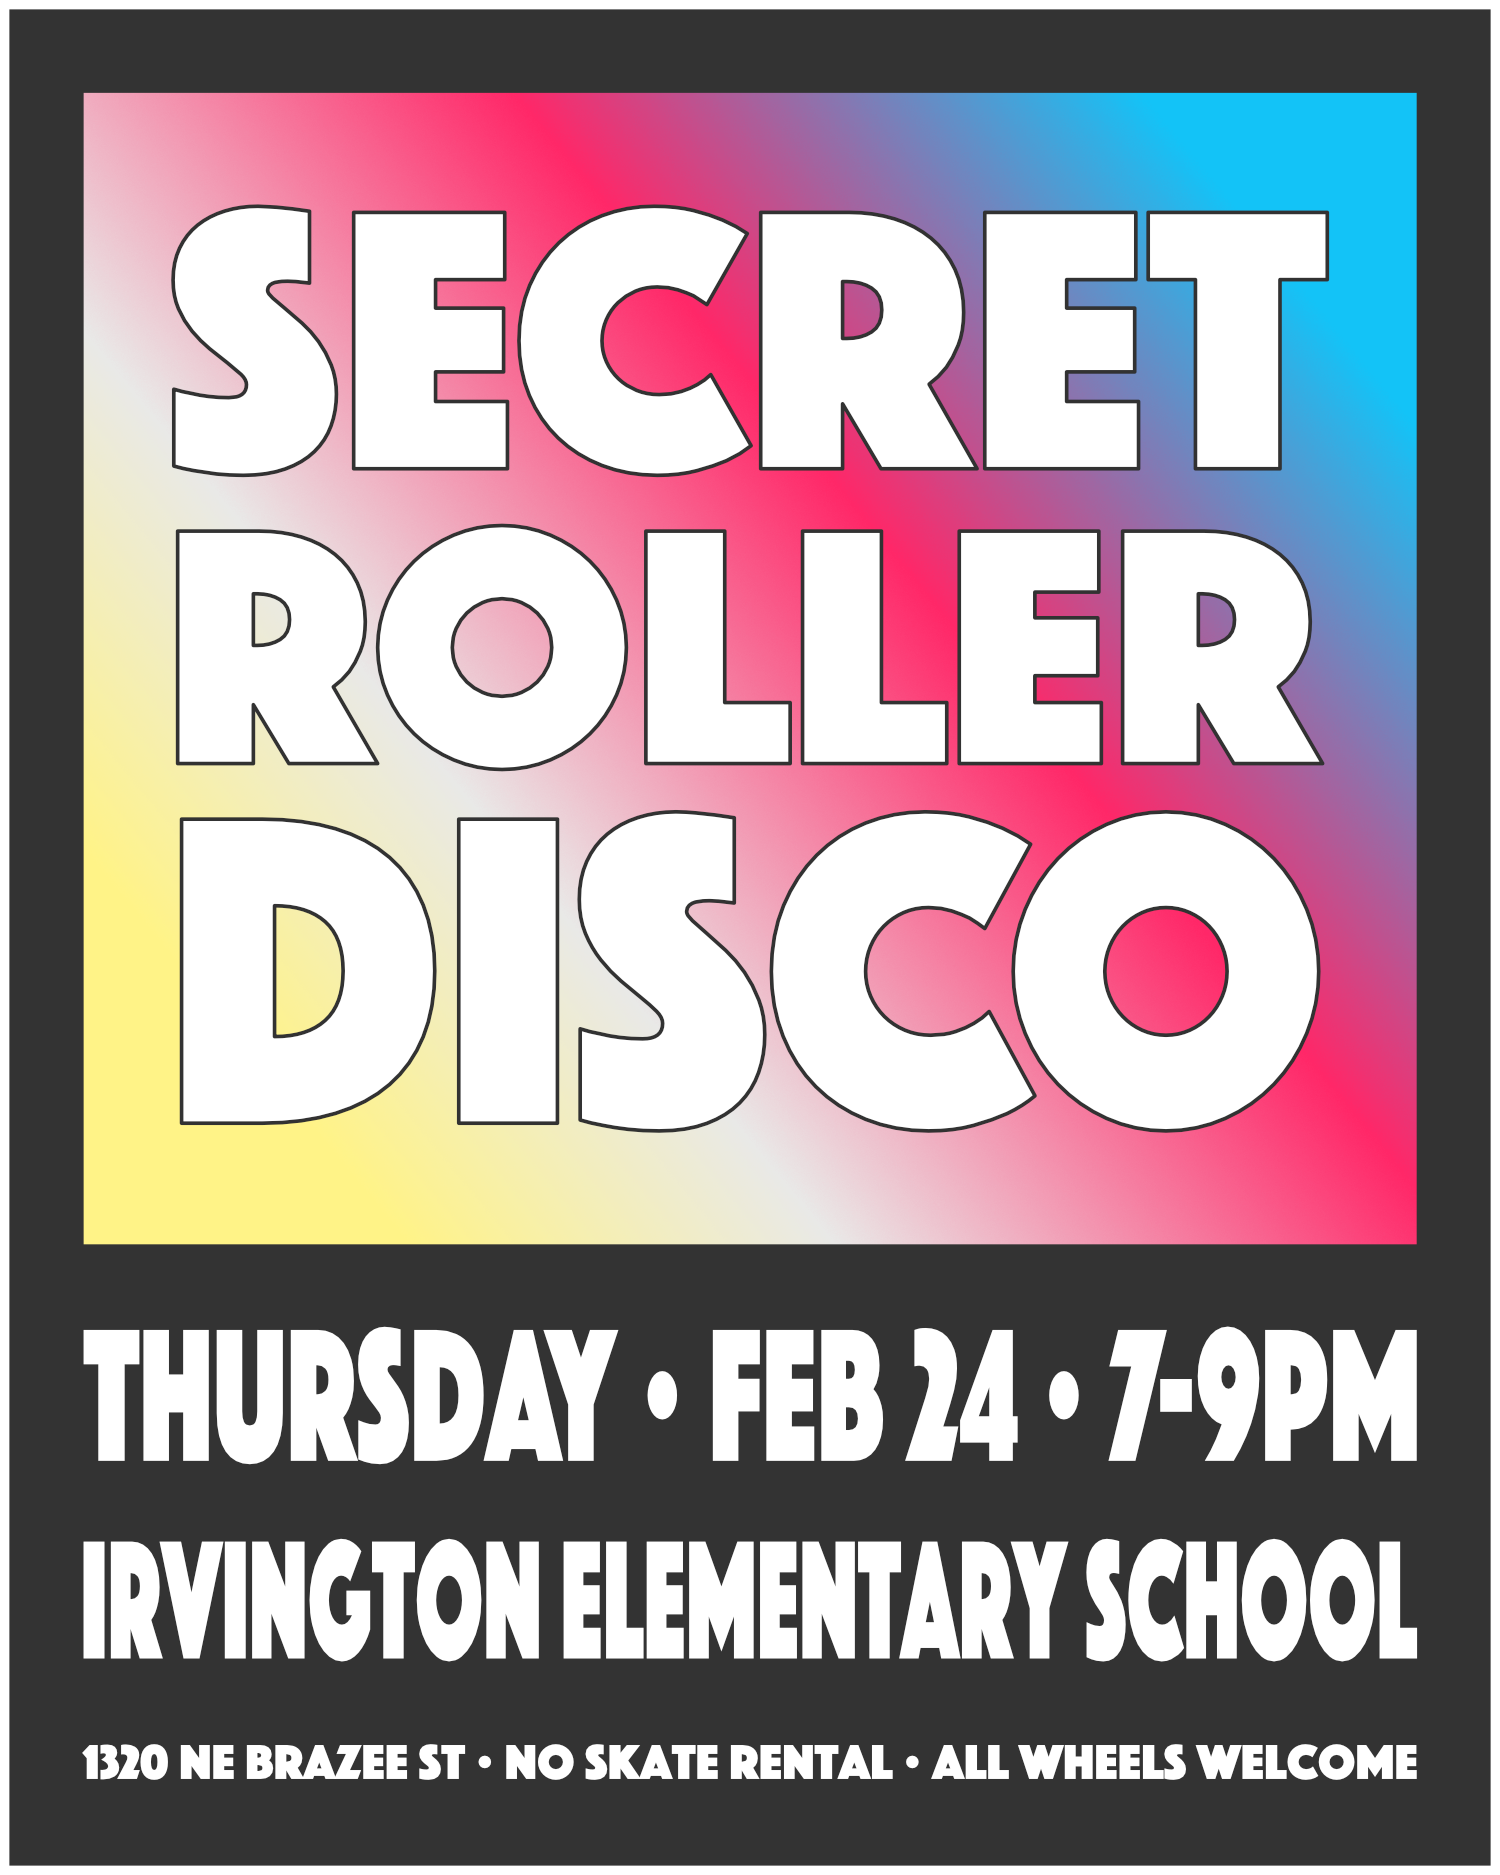 SECRET
ROLLER
DISCO
THURSDAY • FEB 24 • 7-9PM
IRVINGTON ELEMENTARY SCHOOL
1320 NE BRAZEE ST • NO SKATE RENTAL • ALL WHEELS WELCOME